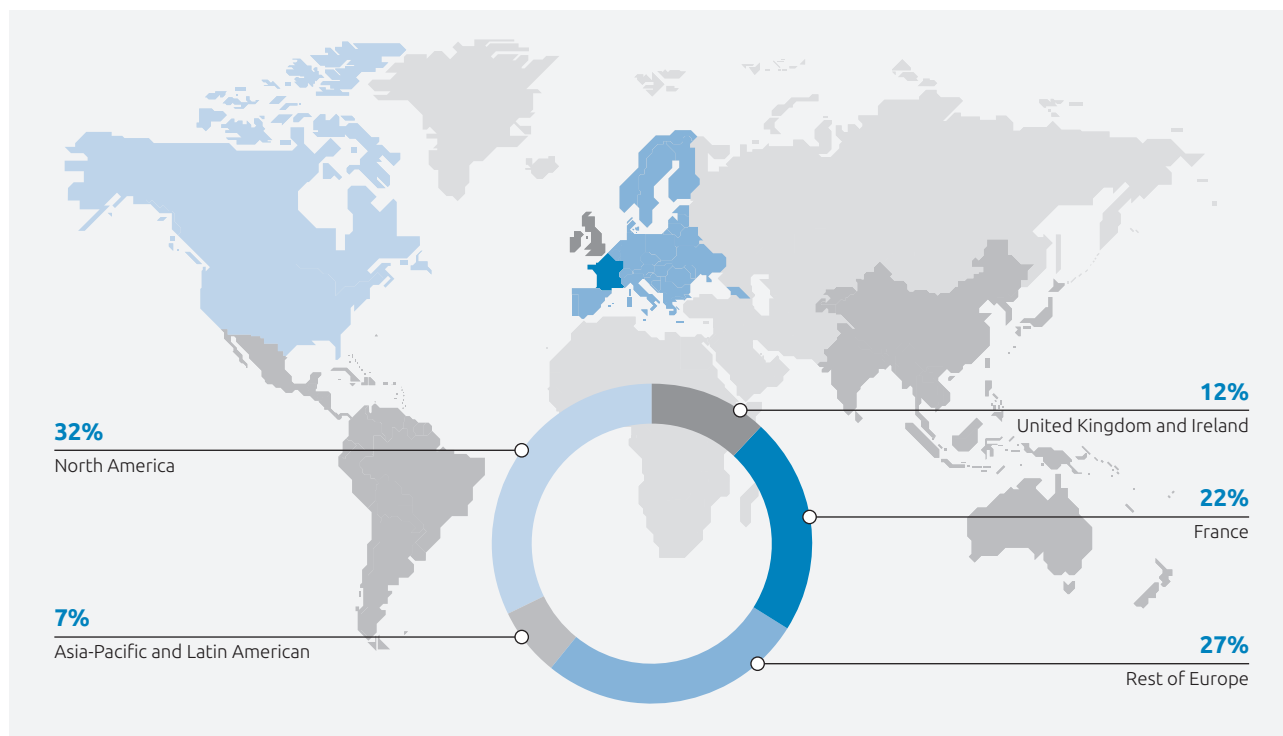 32%
North America
7%
Asia-Pacific and Latin American
12%
United Kingdom and Ireland
22%
France
27%
Rest of Europe